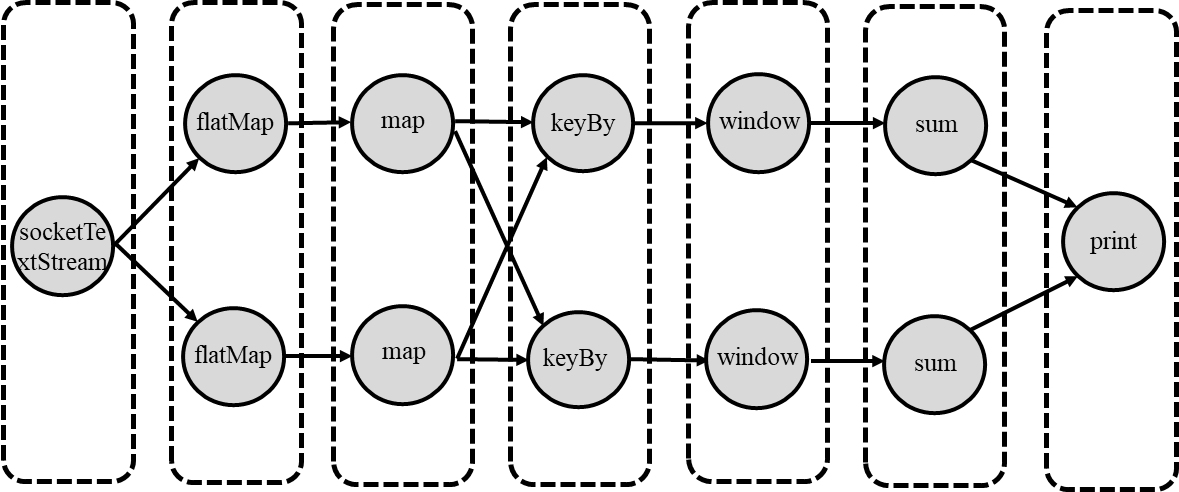 flatMap
map
keyBy
window
sum
socketTe
xtStream
print
flatMap
map
keyBy
window
sum